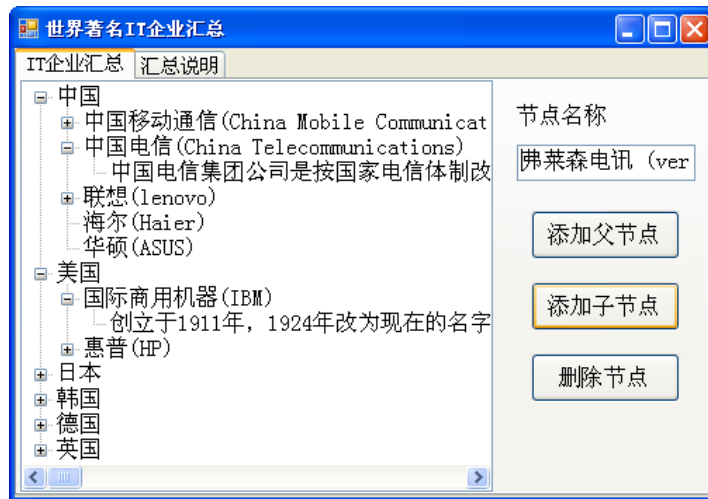 世界著名IT企业汇总
IT企业汇总 汇总说明
中国
中国移动通信(China Mobile Communicat
中国电信(China Telecommunications)
中国电信集团公司是按国家电信体制改
联想(lenovo)
海尔(Haier)
华硕(ASUS)
美国
国际商用机器(IBM)
创立于1911年，1924年改为现在的名字
惠普(HP)
日本
韩国
德国
英国
节点名称
弗莱森电讯 (ver
添加父节点
添加子节点
删除节点